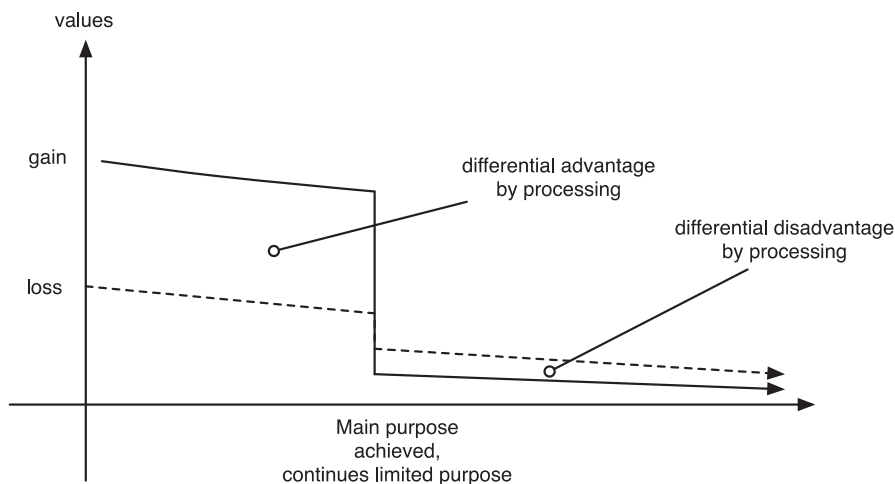 values
gain
differential advantage
by processing
differential disadvantage
by processing
loss
Main purpose
achieved,
continues limited purpose